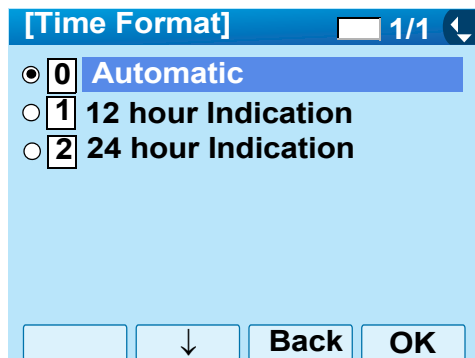 [Time Format] 1/1
0 Automatic
1 12 hour Indication
2 24 hour Indication
↓ Back OK